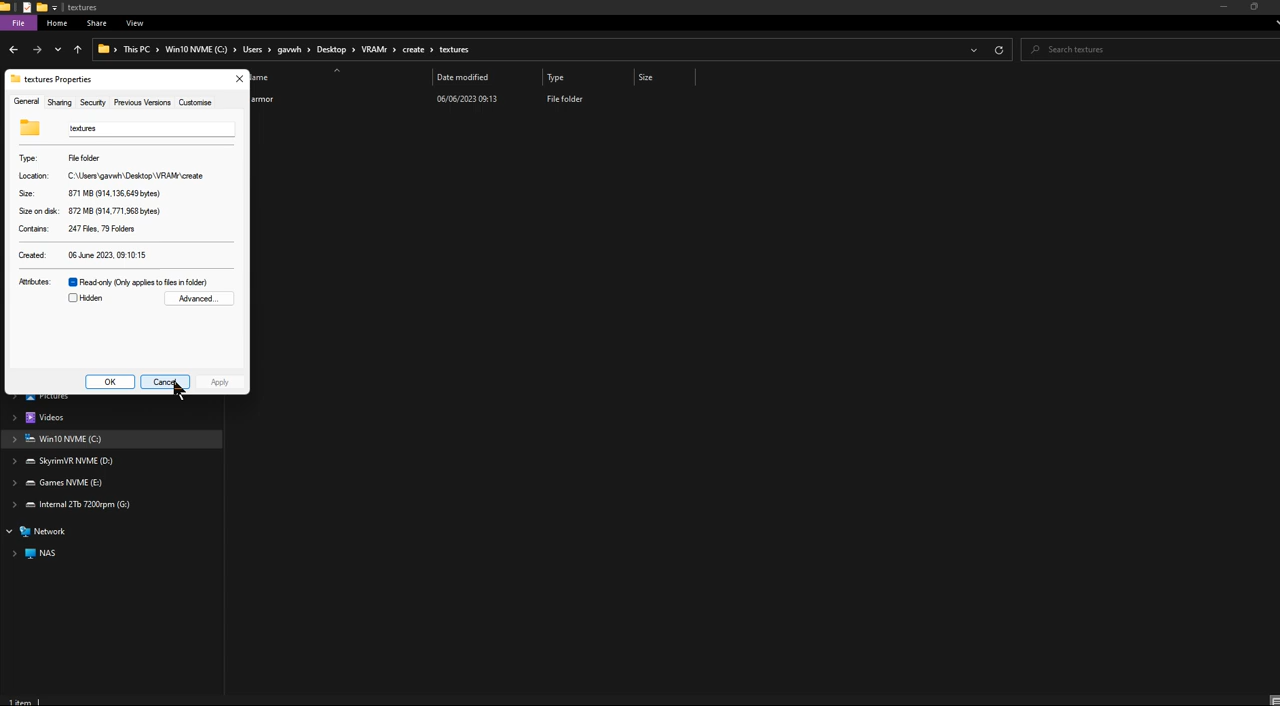 textures
File Home Share View
This PC › Win10 NVME (C:) › Users › gavwh › Desktop › VRAMr › create › textures
Search textures
textures Properties
Date modified Type Size
General Sharing Security Previous Versions Customise
armor 06/06/2023 09:13 File folder
textures
Type: File folder
Location: C:\Users\gavwh\Desktop\VRAMr\create
Size: 871 MB (914,136,649 bytes)
Size on disk: 872 MB (914,771,968 bytes)
Contains: 247 Files, 79 Folders
Created: 06 June 2023, 09:10:15
Attributes: Read-only (Only applies to files in folder)
Hidden Advanced...
OK Cancel Apply
Pictures
Videos
Win10 NVME (C:)
SkyrimVR NVME (D:)
Games NVME (E:)
Internal 2Tb 7200rpm (G:)
Network
NAS
1 item